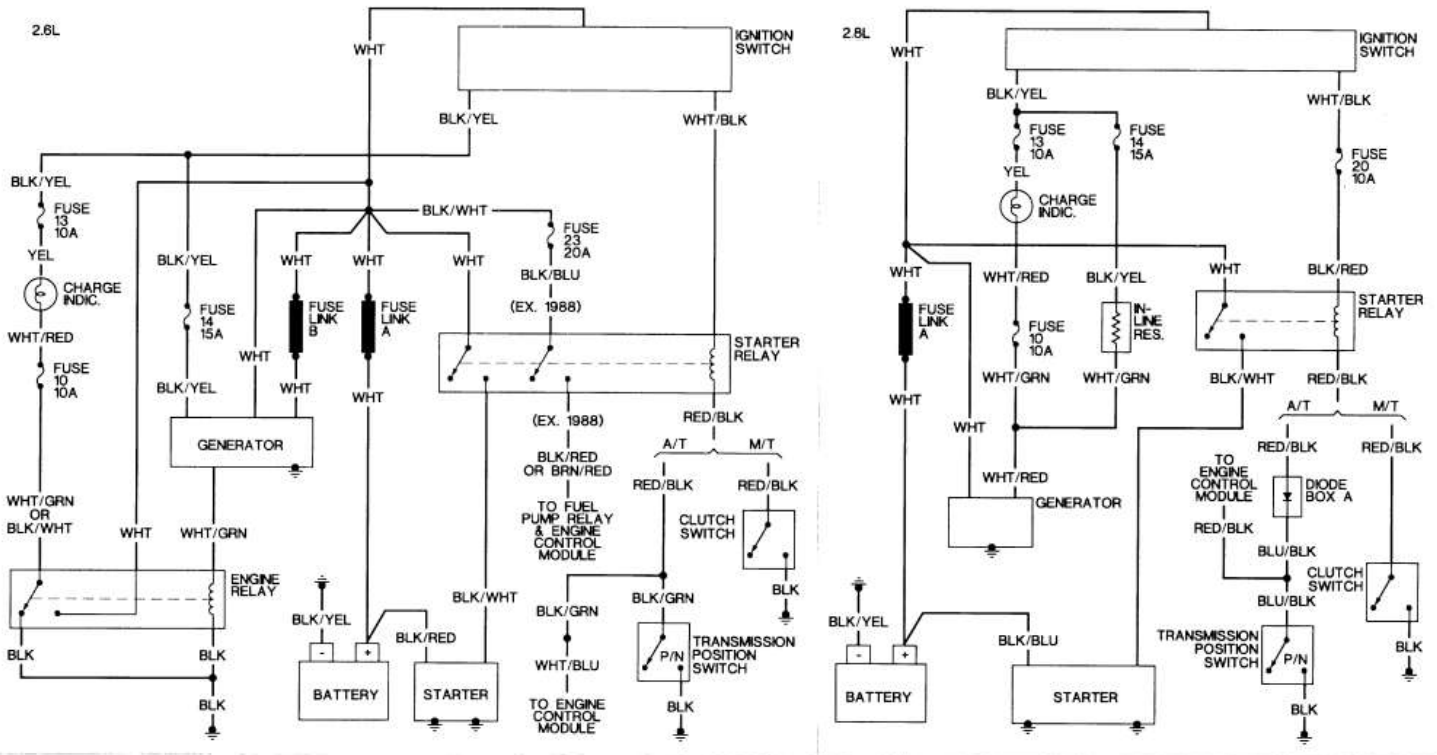 2.6L
IGNITION
SWITCH
WHT
BLK/YEL
WHT/BLK
BLK/YEL
BLK/WHT
FUSE
13
10A
FUSE
23
20A
YEL
BLK/YEL
WHT
WHT
WHT
BLK/BLU
CHARGE
INDIC.
FUSE
LINK
B
FUSE
LINK
A
(EX. 1988)
FUSE
14
15A
WHT/RED
STARTER
RELAY
WHT
FUSE
10
10A
BLK/YEL
WHT
WHT
RED/BLK
(EX. 1988)
GENERATOR
A/T
M/T
BLK/RED
OR BRN/RED
RED/BLK
RED/BLK
WHT/GRN
OR
BLK/WHT
TO FUEL
PUMP RELAY
& ENGINE
CONTROL
MODULE
CLUTCH
SWITCH
WHT
WHT/GRN
ENGINE
RELAY
BLK
BLK/WHT
BLK/GRN
BLK/GRN
BLK/YEL
BLK/RED
TRANSMISSION
POSITION
SWITCH
P/N
BLK
BLK
WHT/BLU
-
+
BATTERY
STARTER
BLK
TO ENGINE
CONTROL
MODULE
BLK
2.8L
WHT
IGNITION
SWITCH
BLK/YEL
WHT/BLK
FUSE
13
10A
FUSE
14
15A
FUSE
20
10A
YEL
CHARGE
INDIC.
WHT
WHT/RED
BLK/YEL
WHT
BLK/RED
FUSE
LINK
A
IN-
LINE
RES.
STARTER
RELAY
FUSE
10
10A
WHT/GRN
WHT/GRN
BLK/WHT
RED/BLK
WHT
A/T
M/T
WHT
RED/BLK
RED/BLK
TO
ENGINE
CONTROL
MODULE
WHT/RED
GENERATOR
DIODE
BOX A
RED/BLK
BLU/BLK
CLUTCH
SWITCH
BLU/BLK
BLK/YEL
BLK/BLU
TRANSMISSION
POSITION
SWITCH
P/N
BLK
-
+
BATTERY
STARTER
BLK